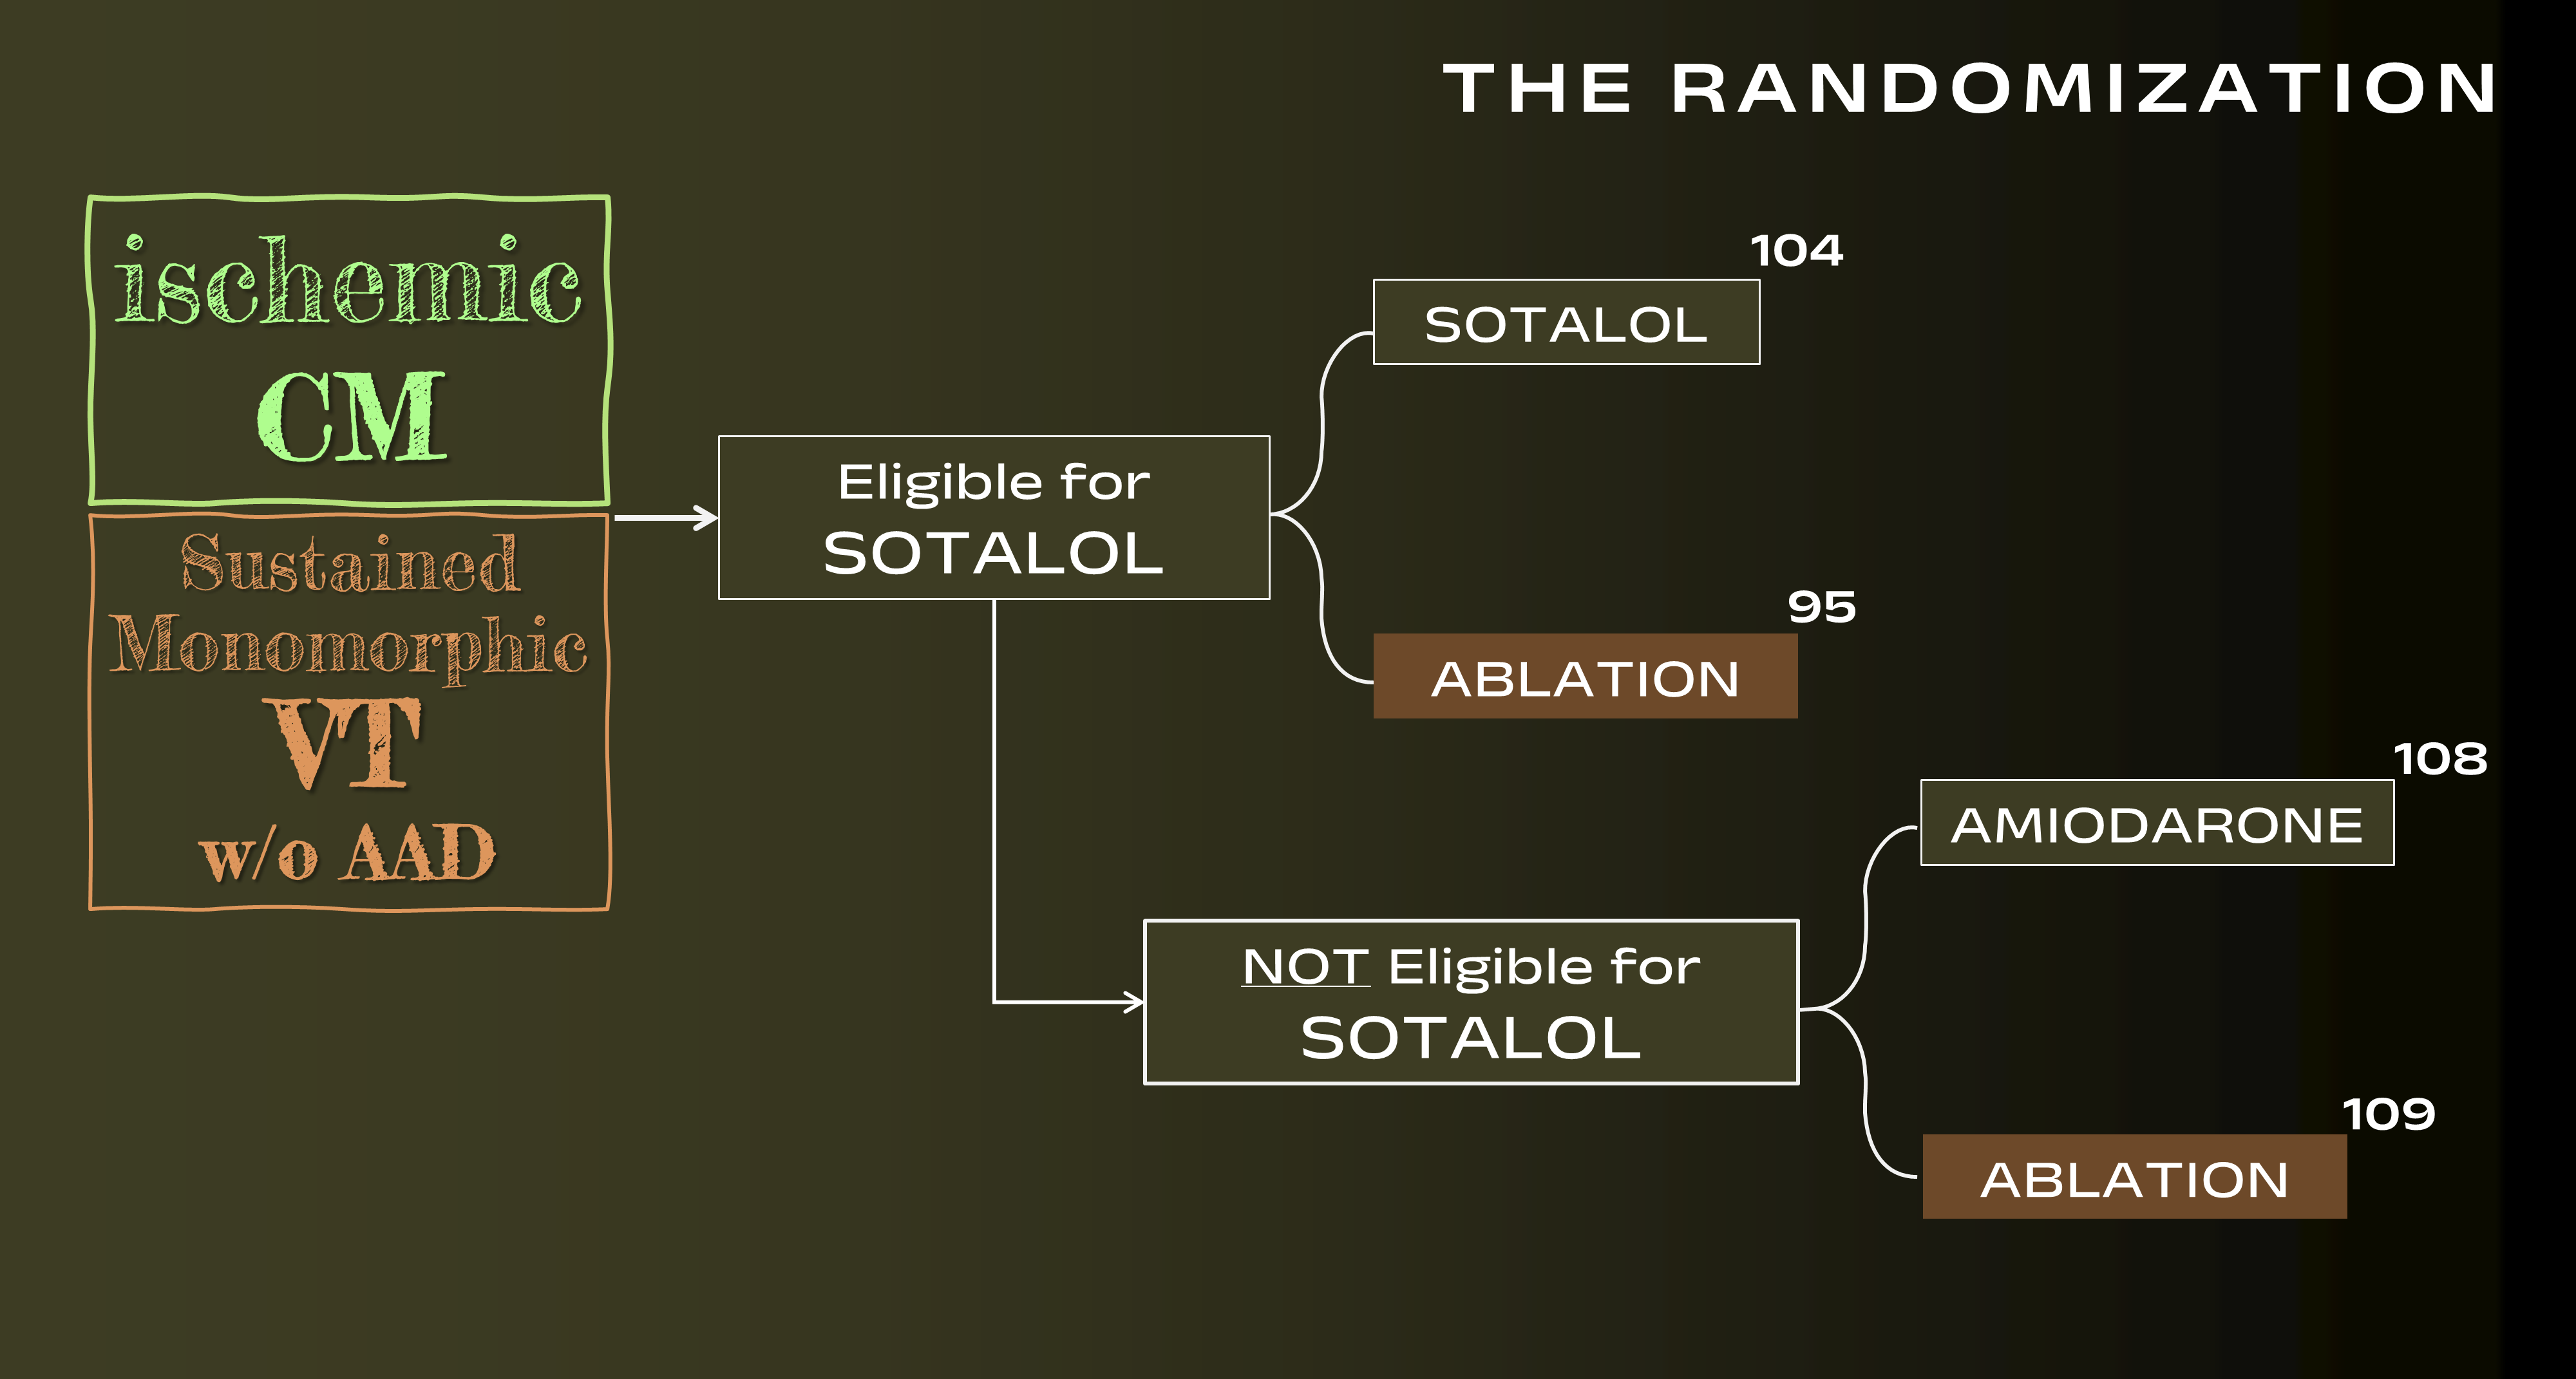 THE RANDOMIZATION
ischemic
CM
Sustained
Monomorphic
VT
w/o AAD
Eligible for
SOTALOL
104
SOTALOL
95
ABLATION
NOT Eligible for
SOTALOL
108
AMIODARONE
109
ABLATION